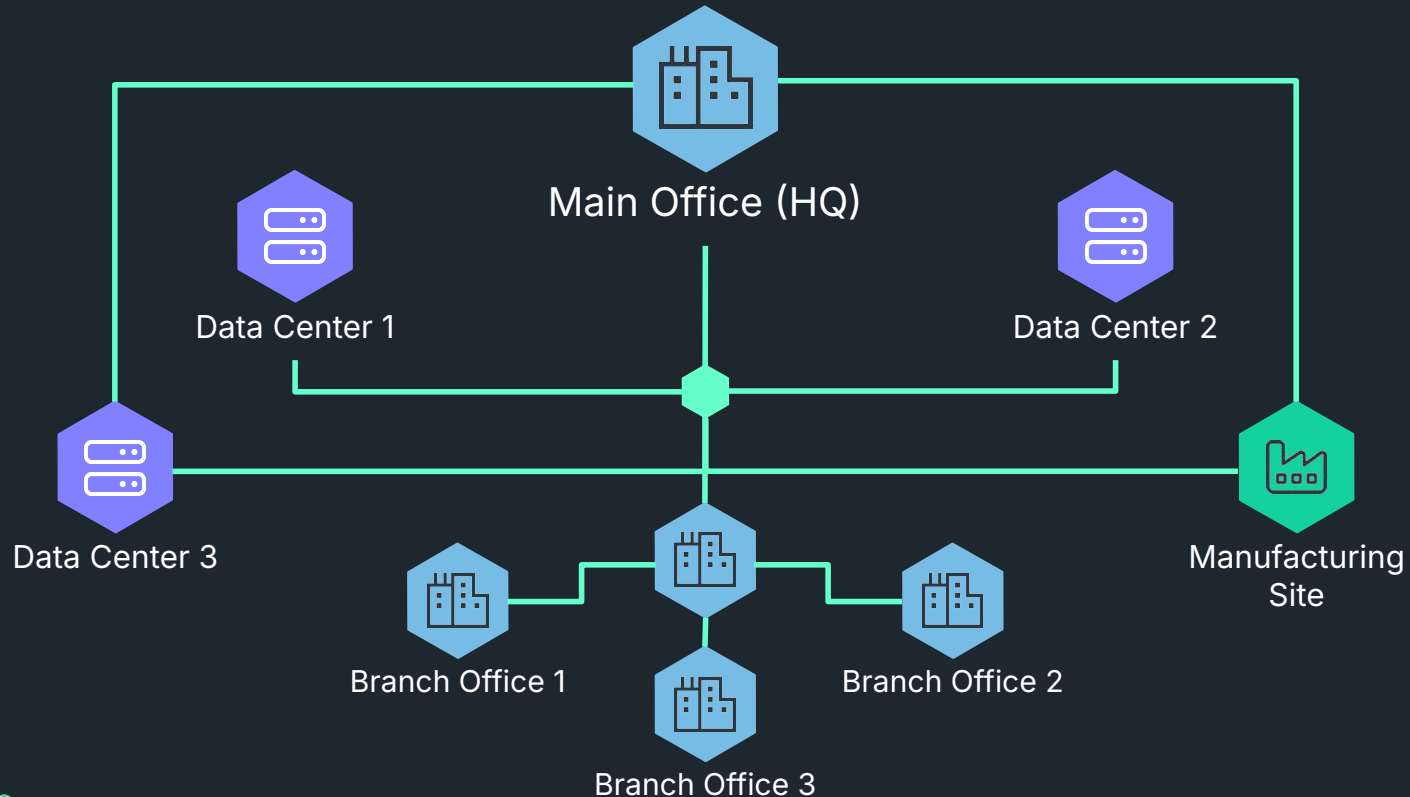 Main Office (HQ)
Data Center 1
Data Center 2
Data Center 3
Manufacturing
Site
Branch Office 1
Branch Office 2
Branch Office 3